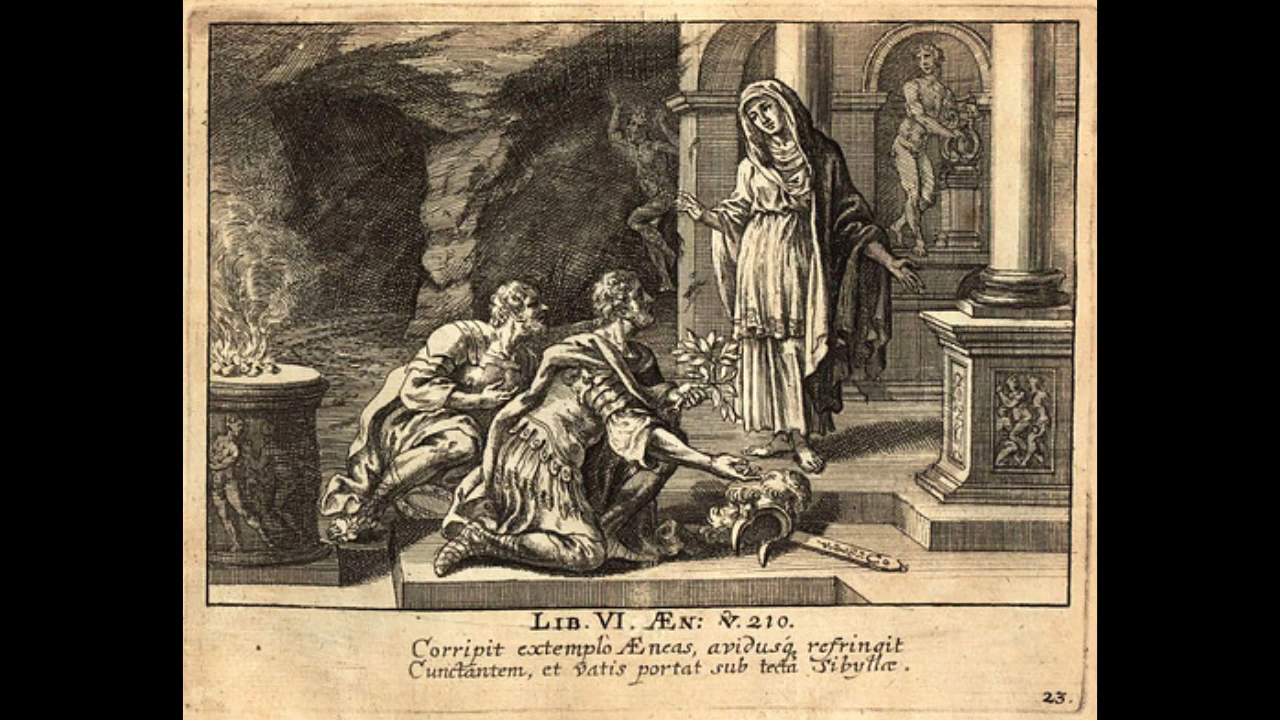 LIB. VI. ÆN: V. 210.
Corripit extemplò Æneas, avidusq́ refringit
Cunctantem, et vatis portat sub tecta Sibyllæ.
23.